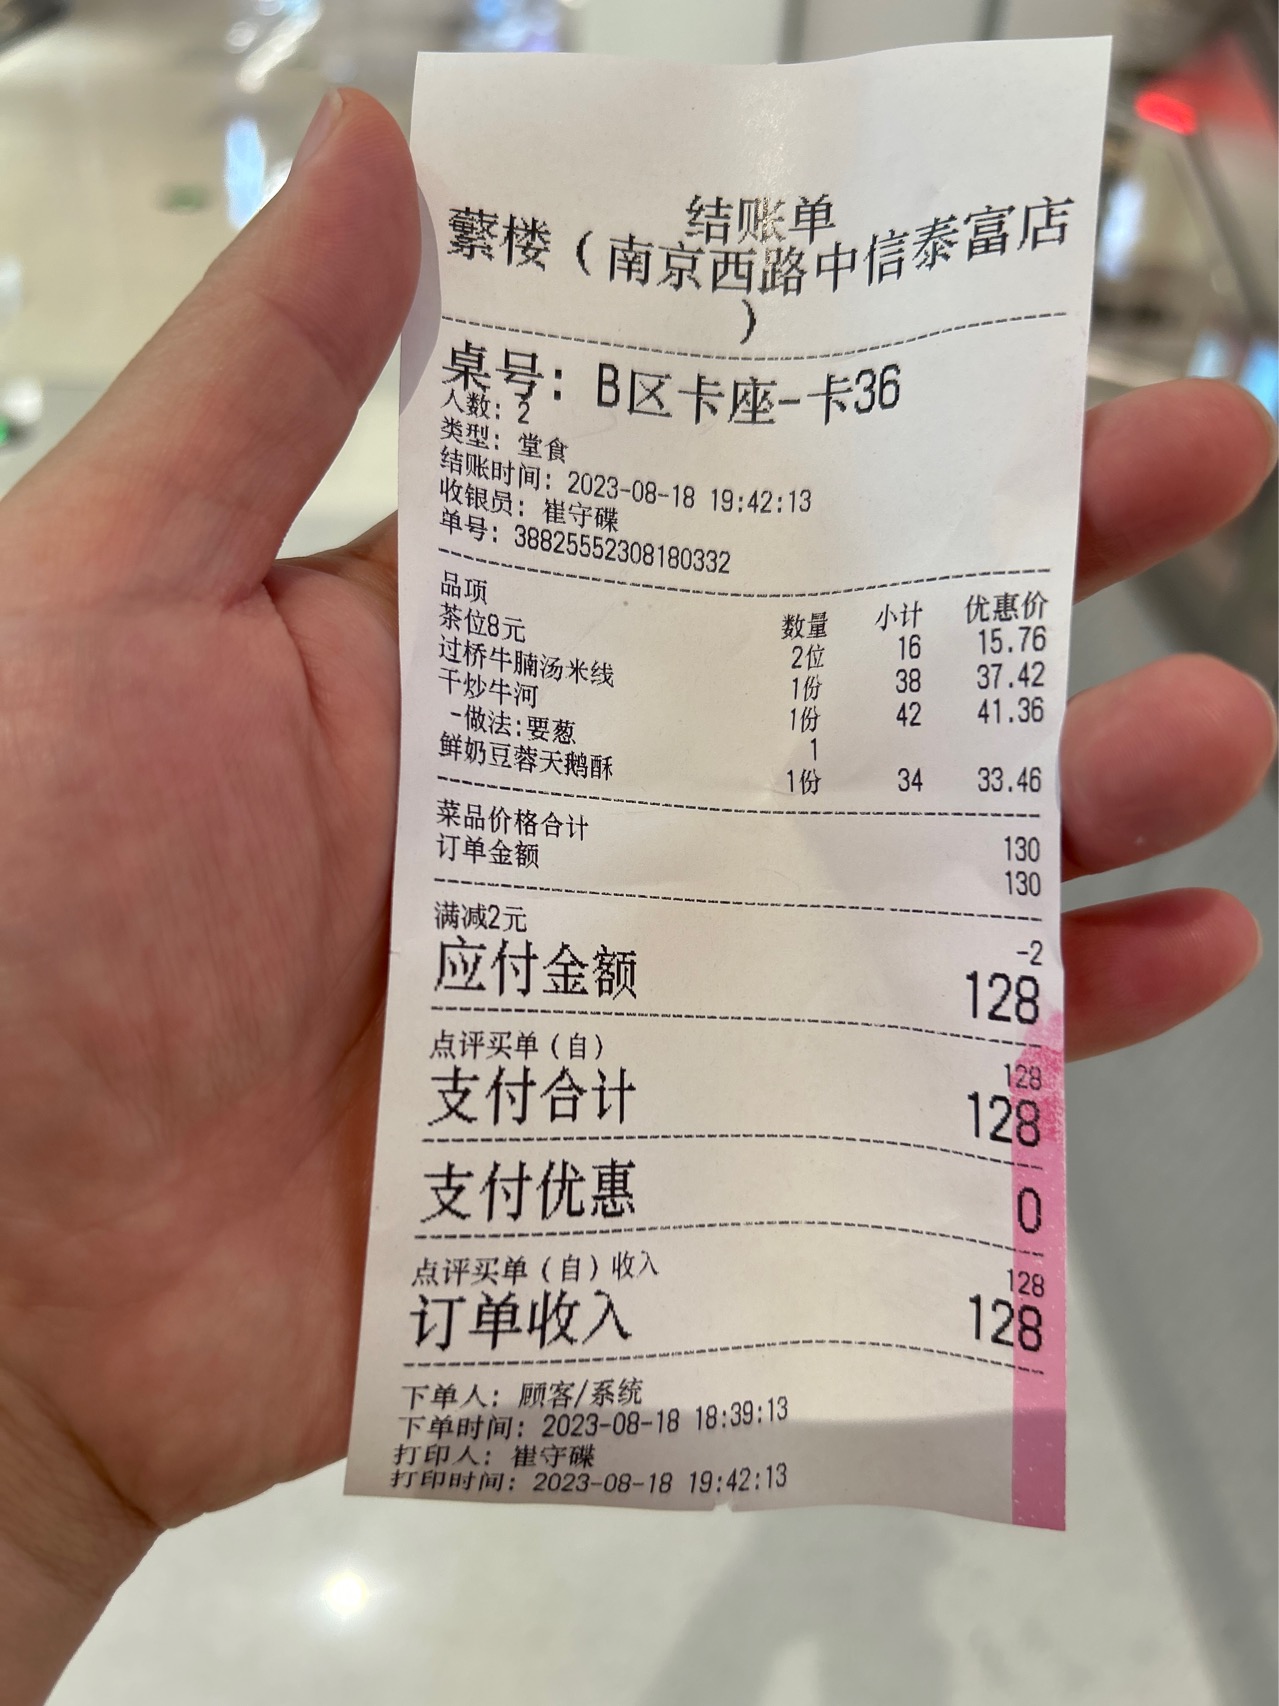 结账单
蘩楼（南京西路中信泰富店
）
桌号：B区卡座-卡36
人数：2
类型：堂食
结账时间：2023-08-18 19:42:13
收银员：崔守碟
单号：38825552308180332
品项 数量 小计 优惠价
茶位8元 2位 16 15.76
过桥牛腩汤米线 1份 38 37.42
干炒牛河 1份 42 41.36
-做法:要葱 1
鲜奶豆蓉天鹅酥 1份 34 33.46
菜品价格合计 130
订单金额 130
满减2元 -2
应付金额 128
点评买单（自） 128
支付合计 128
支付优惠 0
点评买单（自）收入 128
订单收入 128
下单人：顾客/系统
下单时间：2023-08-18 18:39:13
打印人：崔守碟
打印时间：2023-08-18 19:42:13